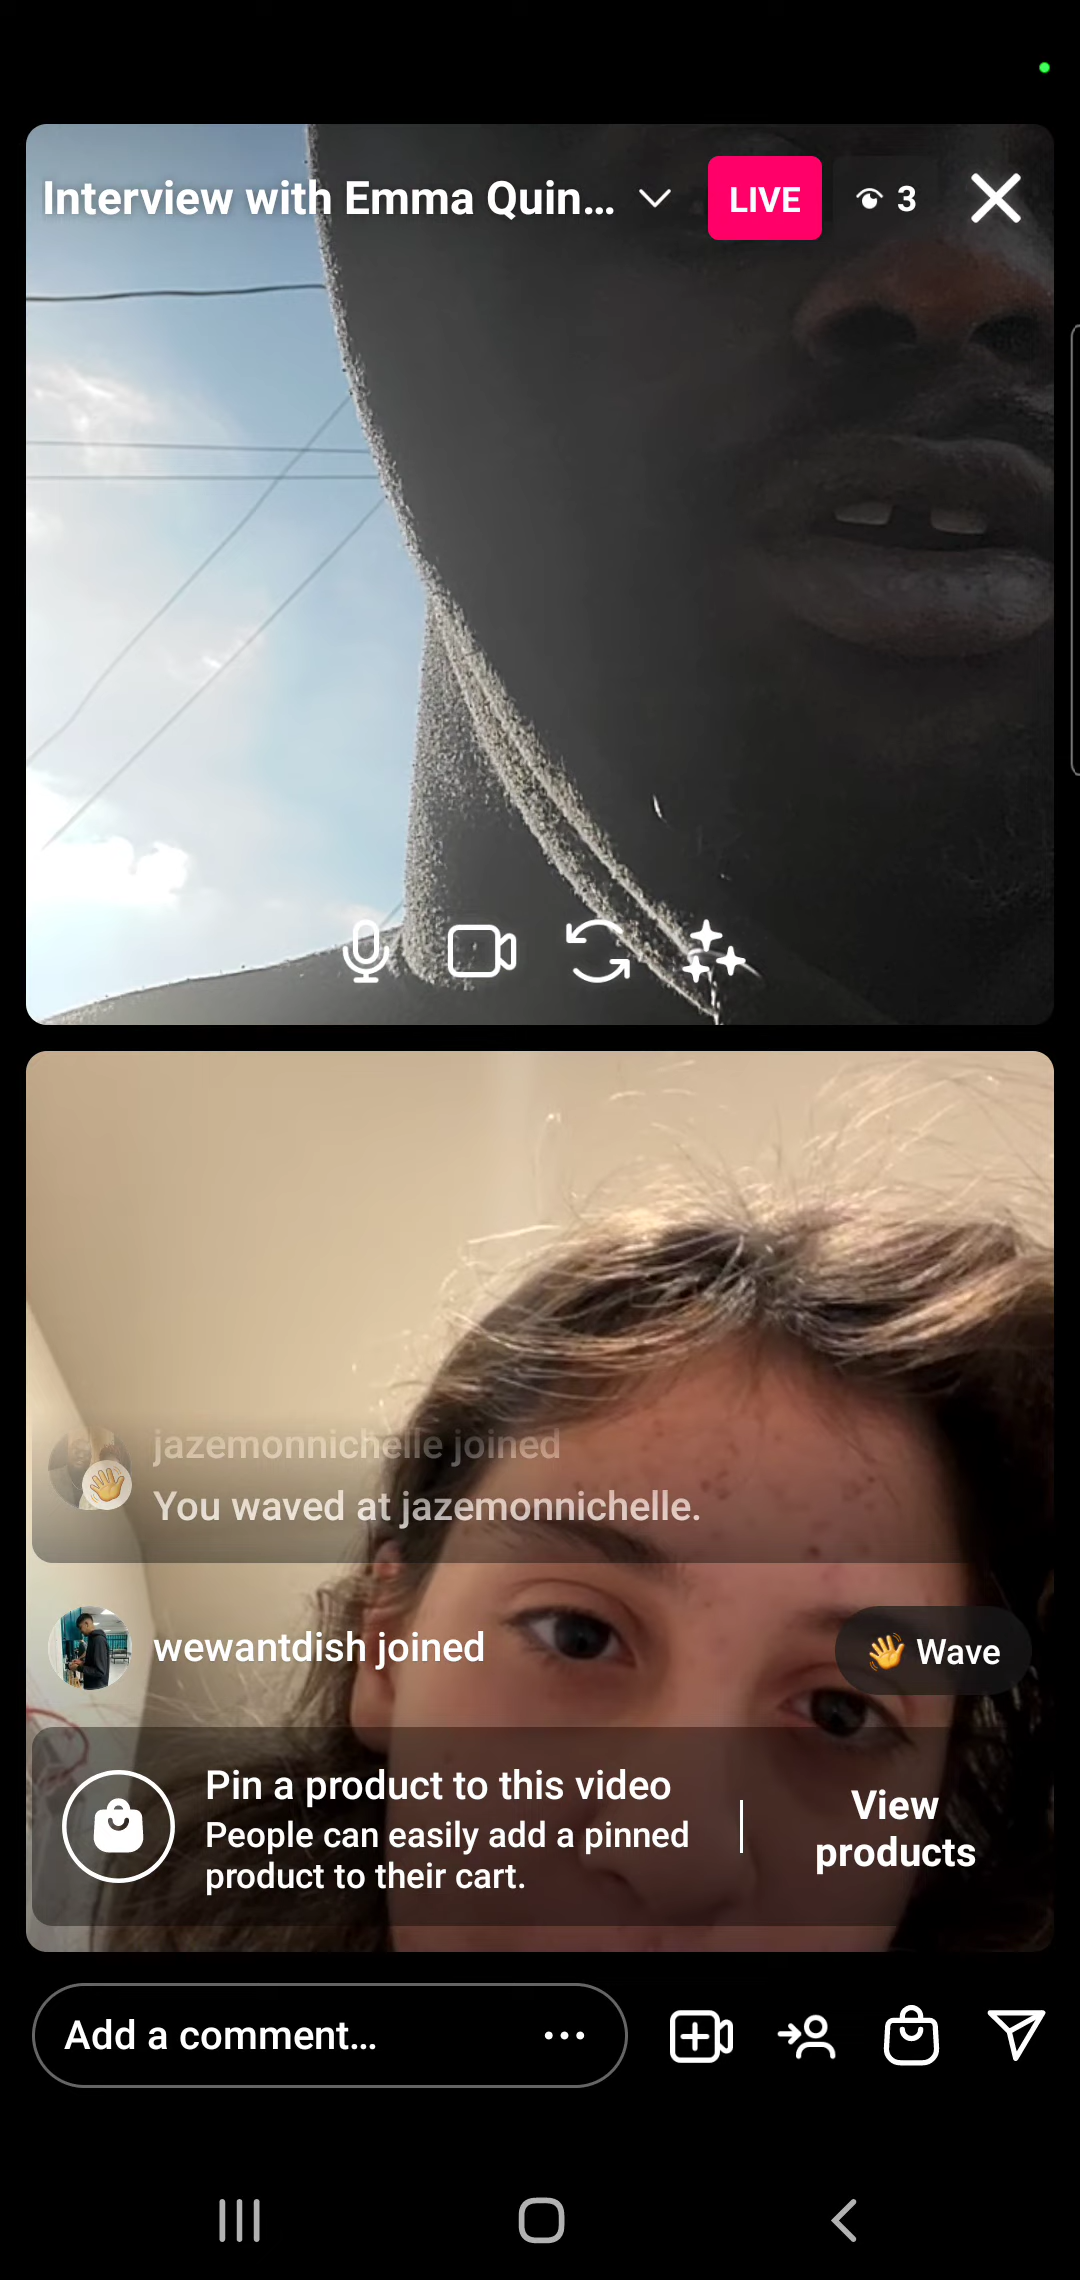 Interview with Emma Quin...
LIVE
3
jazemonnichelle joined
You waved at jazemonnichelle.
wewantdish joined
👋 Wave
Pin a product to this video
People can easily add a pinned
product to their cart.
View
products
Add a comment...